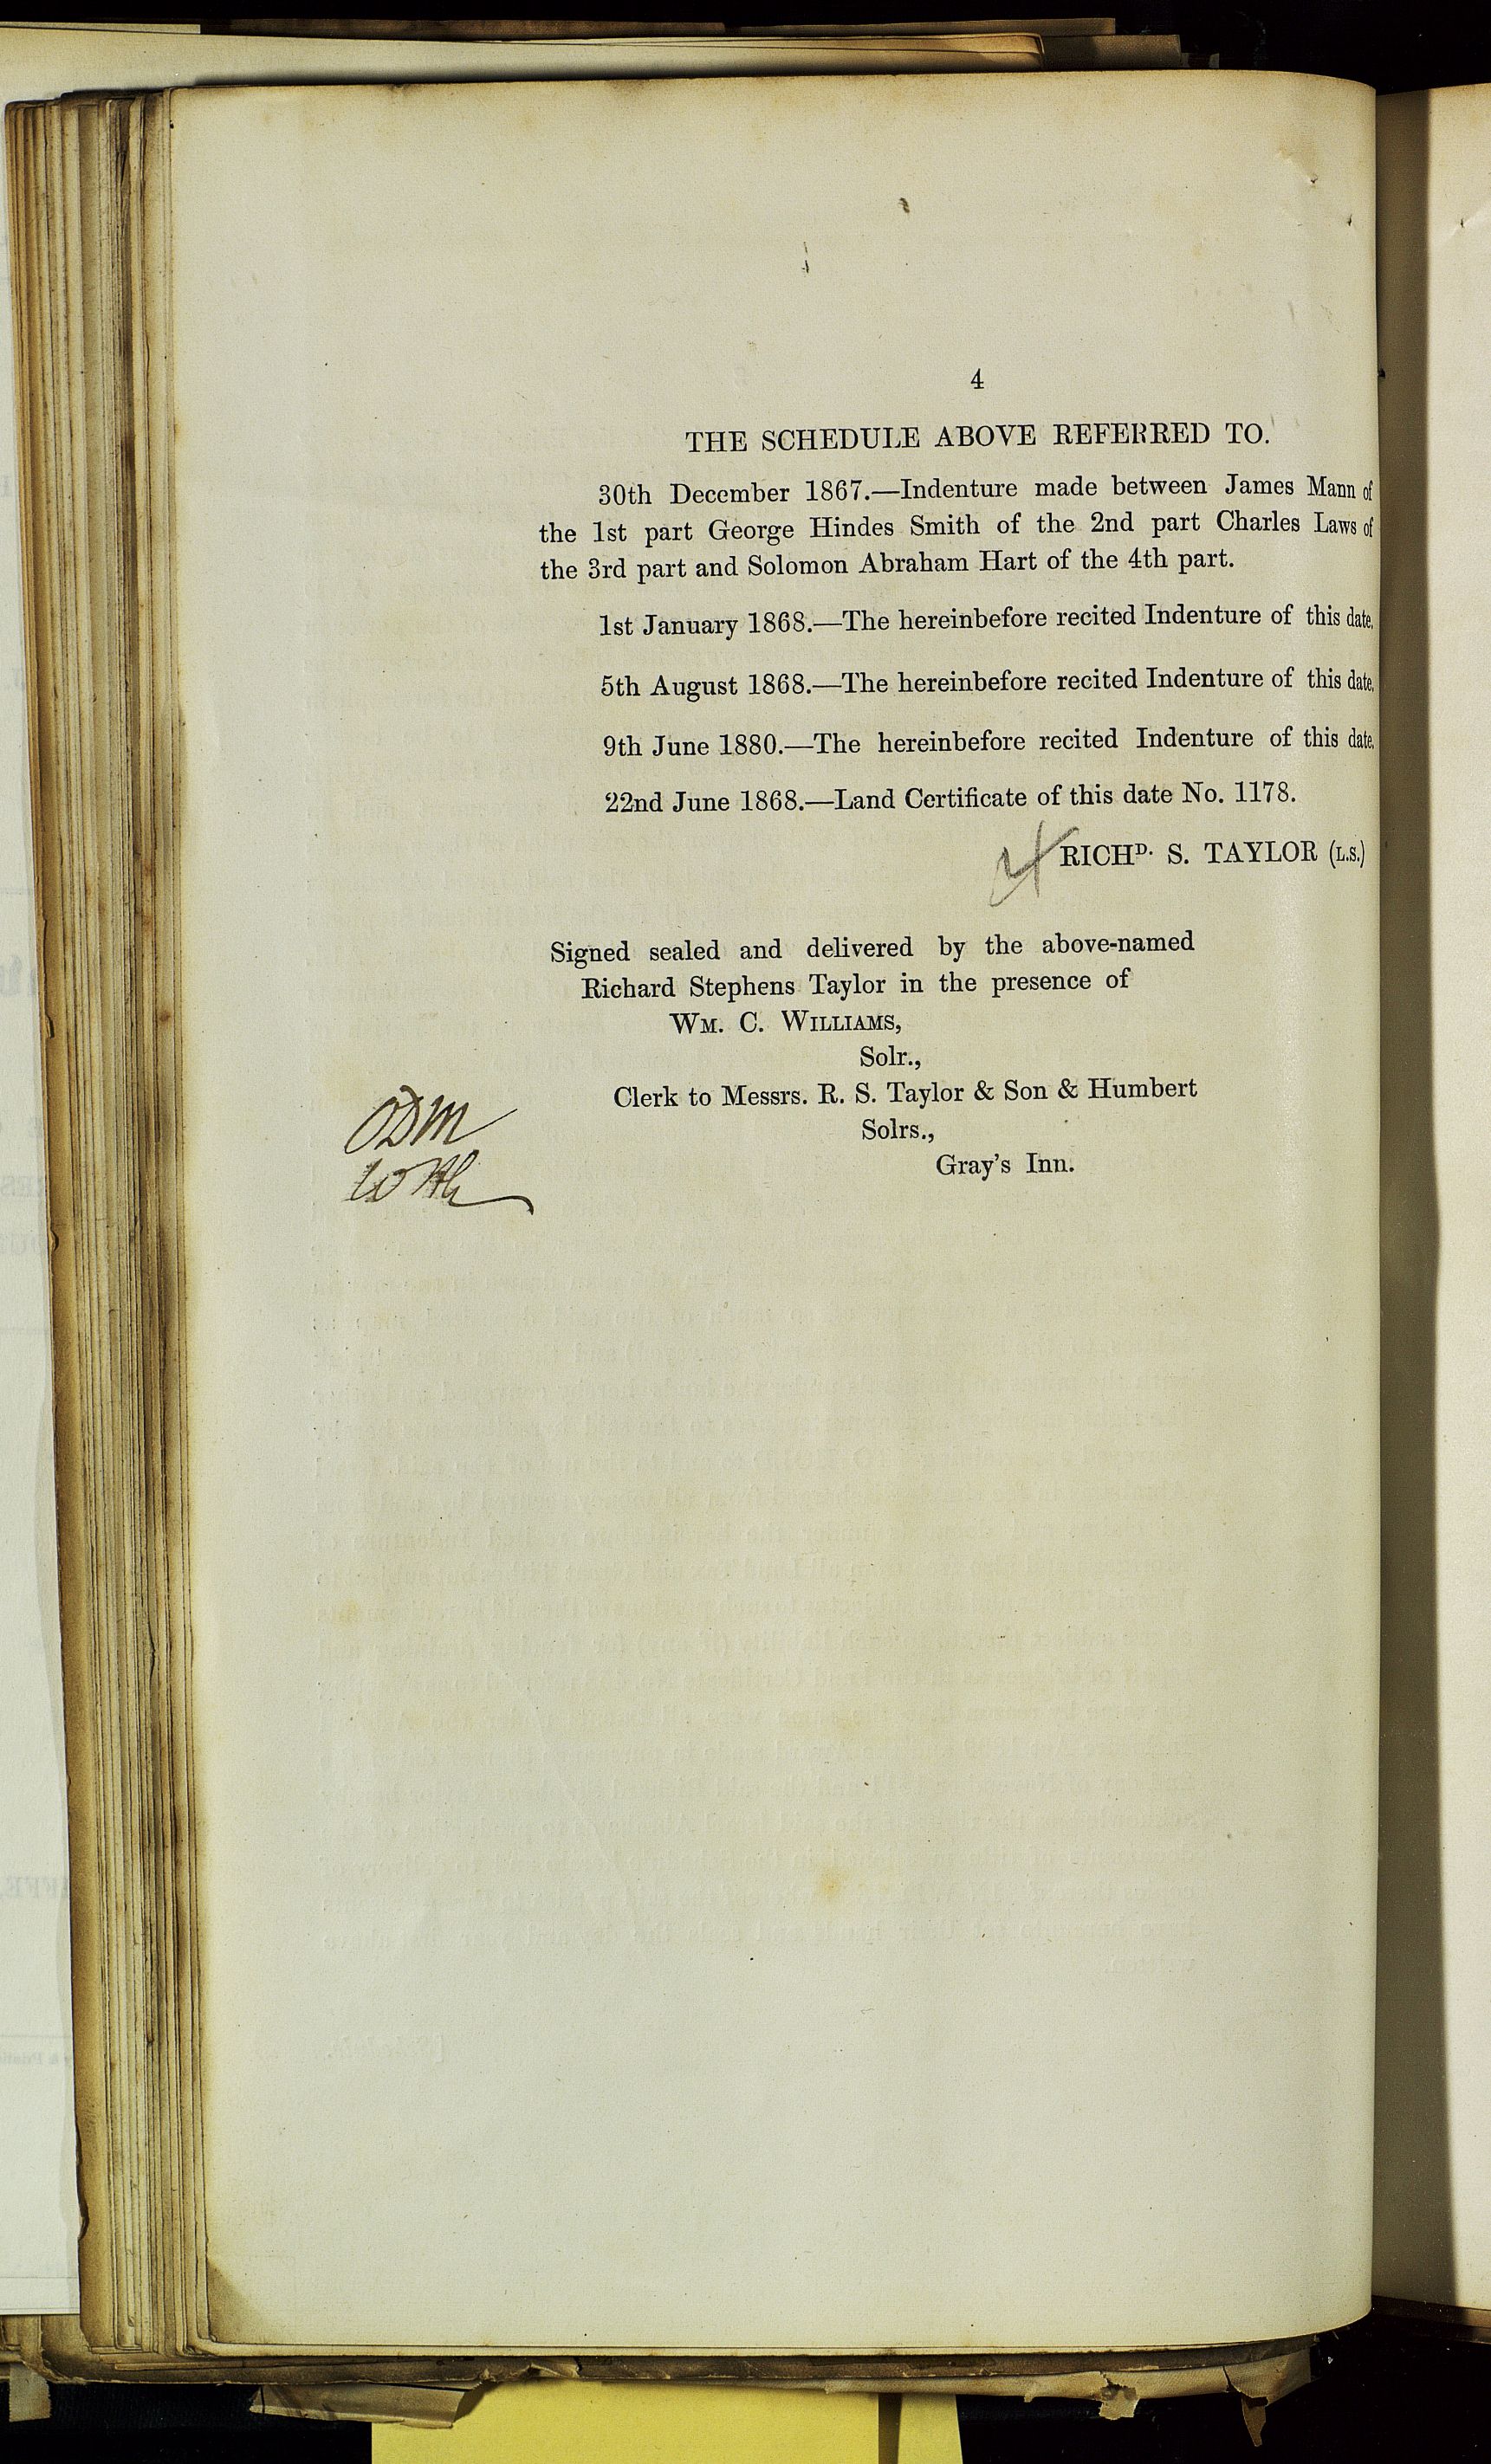 4
THE SCHEDULE ABOVE REFERRED TO.
30th December 1867.—Indenture made between James Mann of
the 1st part George Hindes Smith of the 2nd part Charles Laws of
the 3rd part and Solomon Abraham Hart of the 4th part.
1st January 1868.—The hereinbefore recited Indenture of this date.
5th August 1868.—The hereinbefore recited Indenture of this date.
9th June 1880.—The hereinbefore recited Indenture of this date.
22nd June 1868.—Land Certificate of this date No. 1178.
RICHD. S. TAYLOR (L.S.)
Signed sealed and delivered by the above-named
Richard Stephens Taylor in the presence of
WM. C. WILLIAMS,
Solr.,
Clerk to Messrs. R. S. Taylor & Son & Humbert
Solrs.,
Gray's Inn.